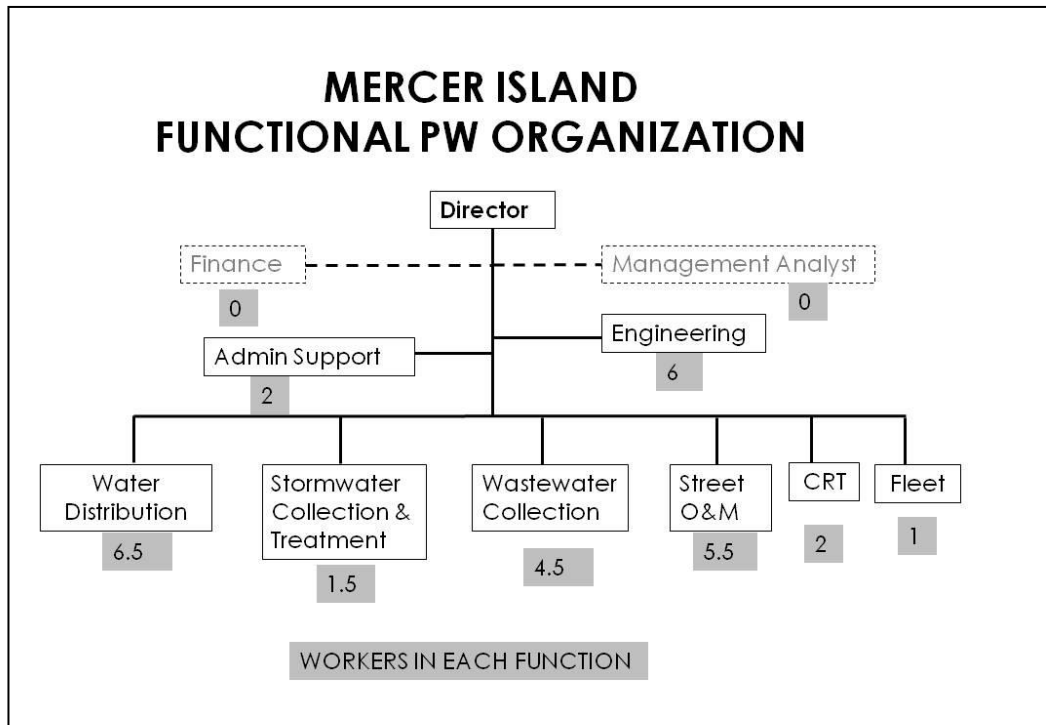 MERCER ISLAND
FUNCTIONAL PW ORGANIZATION
Director
Finance
Management Analyst
0
0
Admin Support
Engineering
2
6
Water
Distribution
6.5
Stormwater
Collection &
Treatment
1.5
Wastewater
Collection
4.5
Street
O&M
5.5
CRT
2
Fleet
1
WORKERS IN EACH FUNCTION